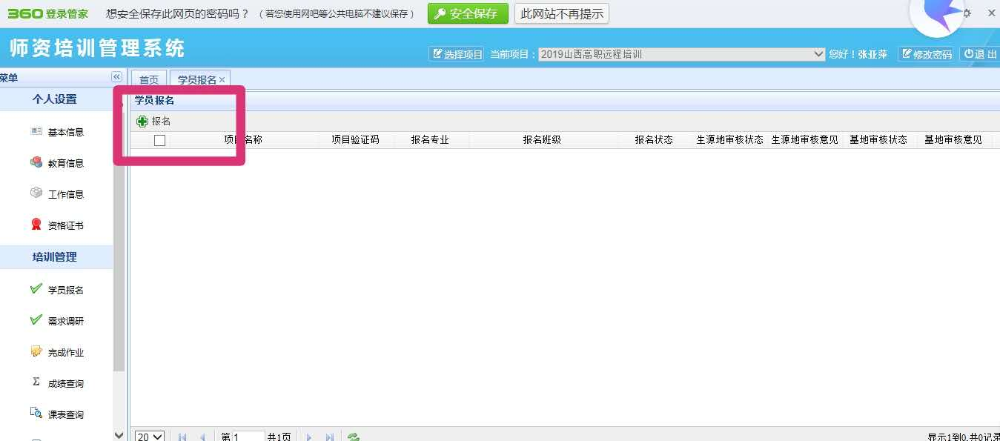 360登录管家 想安全保存此网页的密码吗？（若您使用网吧等公共电脑不建议保存） 安全保存 此网站不再提示
师资培训管理系统
选择项目 当前项目：2019山西高职远程培训 您好！张亚萍 修改密码 退出
菜单
首页 学员报名
个人设置
学员报名
报名
基本信息
项目名称 项目验证码 报名专业 报名班级 报名状态 生源地审核状态 生源地审核意见 基地审核状态 基地审核意见
教育信息
工作信息
资格证书
培训管理
学员报名
需求调研
完成作业
成绩查询
课表查询
20 第 1 共1页 显示1到0,共0记录